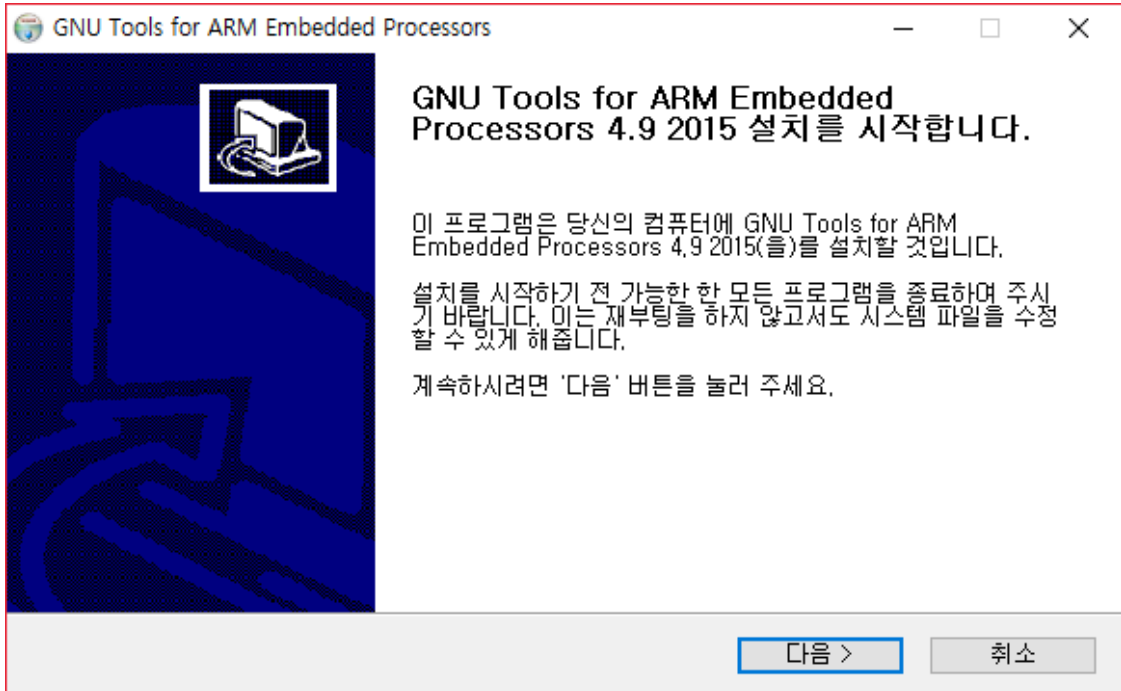 GNU Tools for ARM Embedded Processors
GNU Tools for ARM Embedded
Processors 4.9 2015 설치를 시작합니다.
이 프로그램은 당신의 컴퓨터에 GNU Tools for ARM
Embedded Processors 4.9 2015(을)를 설치할 것입니다.
설치를 시작하기 전 가능한 한 모든 프로그램을 종료하여 주시
기 바랍니다. 이는 재부팅을 하지 않고서도 시스템 파일을 수정
할 수 있게 해줍니다.
계속하시려면 '다음' 버튼을 눌러 주세요.
다음 >
취소